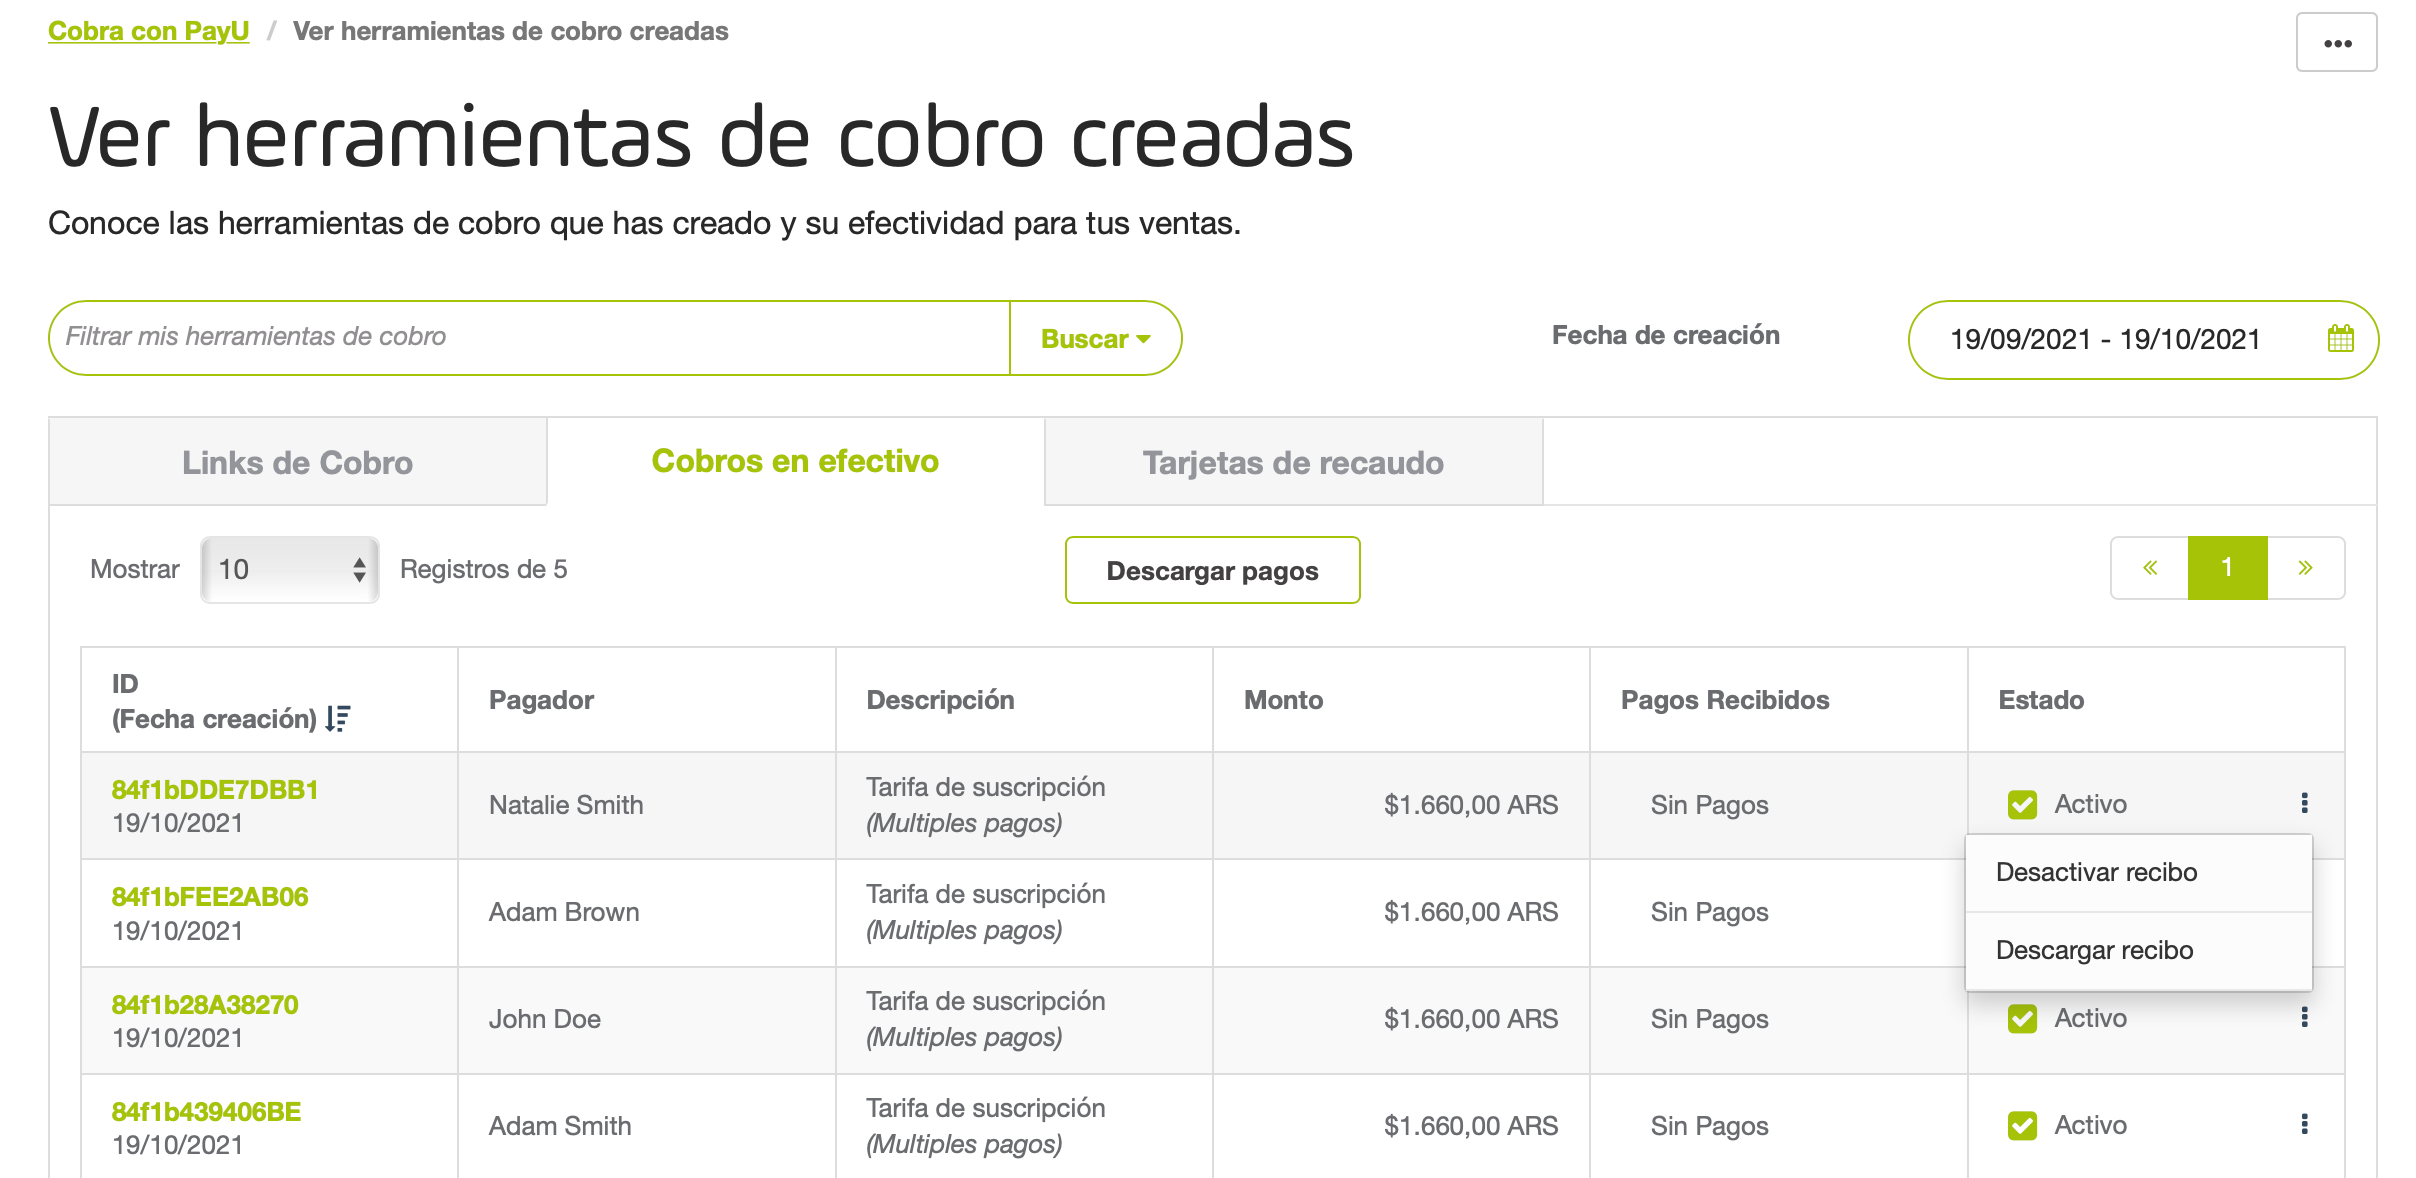 Cobra con PayU / Ver herramientas de cobro creadas
Ver herramientas de cobro creadas
Conoce las herramientas de cobro que has creado y su efectividad para tus ventas.
Filtrar mis herramientas de cobro
Buscar
Fecha de creación
19/09/2021 - 19/10/2021
Links de Cobro
Cobros en efectivo
Tarjetas de recaudo
Mostrar 10 Registros de 5
Descargar pagos
« 1 »
ID
(Fecha creación)
Pagador
Descripción
Monto
Pagos Recibidos
Estado
84f1bDDE7DBB1
19/10/2021
Natalie Smith
Tarifa de suscripción
(Multiples pagos)
$1.660,00 ARS
Sin Pagos
Activo
Desactivar recibo
Descargar recibo
84f1bFEE2AB06
19/10/2021
Adam Brown
Tarifa de suscripción
(Multiples pagos)
$1.660,00 ARS
Sin Pagos
84f1b28A38270
19/10/2021
John Doe
Tarifa de suscripción
(Multiples pagos)
$1.660,00 ARS
Sin Pagos
Activo
84f1b439406BE
19/10/2021
Adam Smith
Tarifa de suscripción
(Multiples pagos)
$1.660,00 ARS
Sin Pagos
Activo